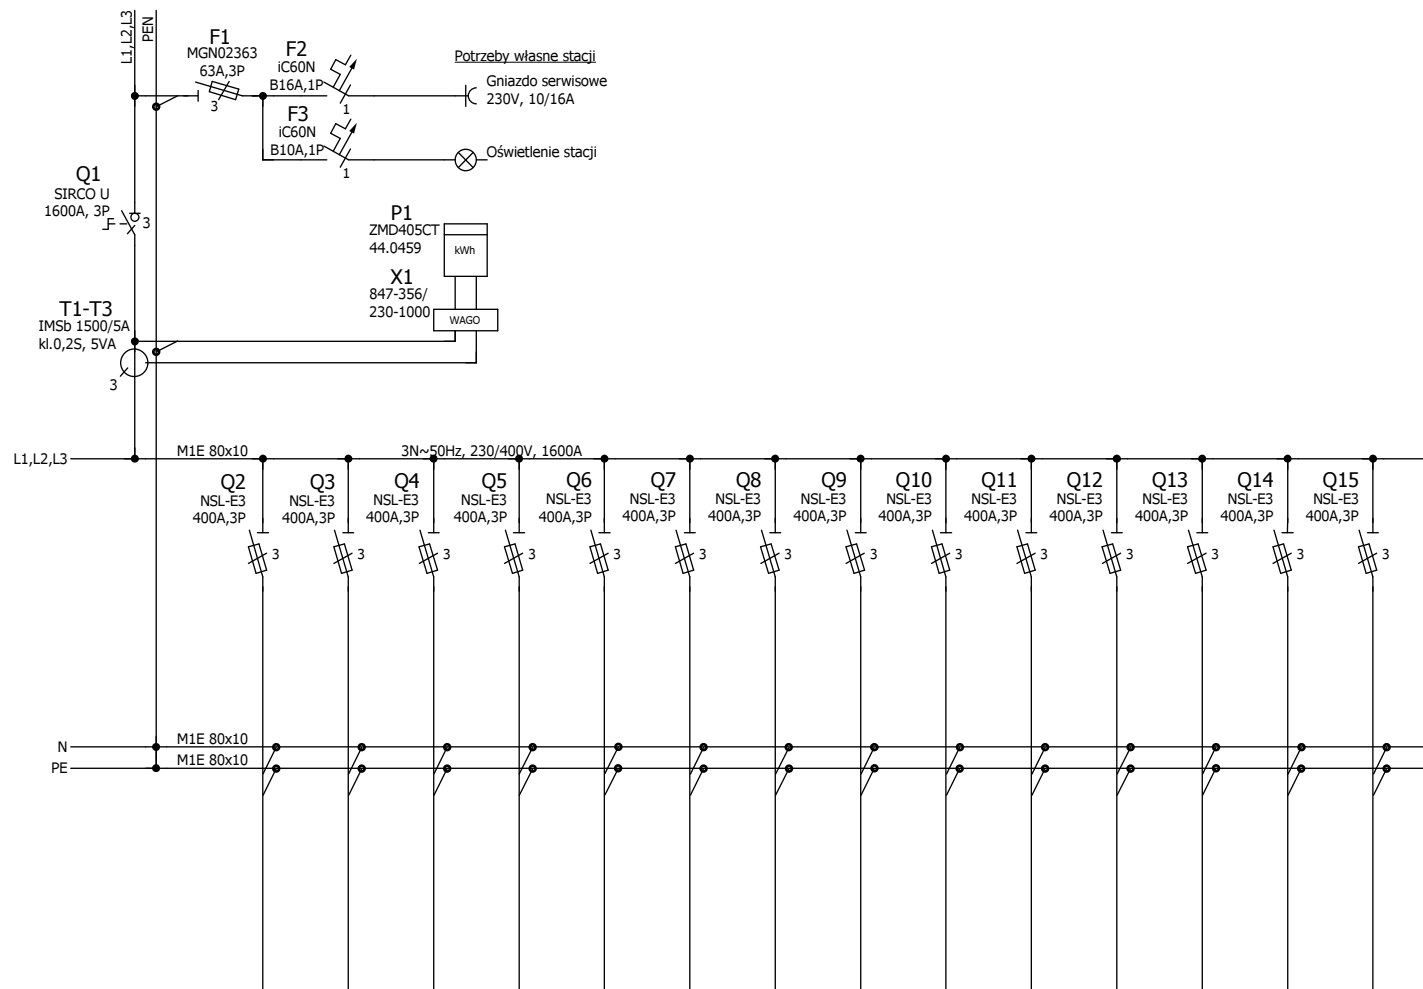 L1,L2,L3
PEN
F1
MGN02363
63A,3P
3
F2
iC60N
B16A,1P
1
Potrzeby własne stacji
Gniazdo serwisowe
230V, 10/16A
F3
iC60N
B10A,1P
1
Oświetlenie stacji
Q1
SIRCO U
1600A, 3P
3
P1
ZMD405CT
44.0459
kWh
X1
847-356/
230-1000
WAGO
T1-T3
IMSb 1500/5A
kl.0,2S, 5VA
3
L1,L2,L3
M1E 80x10
3N~50Hz, 230/400V, 1600A
Q2
NSL-E3
400A,3P
3
Q3
NSL-E3
400A,3P
3
Q4
NSL-E3
400A,3P
3
Q5
NSL-E3
400A,3P
3
Q6
NSL-E3
400A,3P
3
Q7
NSL-E3
400A,3P
3
Q8
NSL-E3
400A,3P
3
Q9
NSL-E3
400A,3P
3
Q10
NSL-E3
400A,3P
3
Q11
NSL-E3
400A,3P
3
Q12
NSL-E3
400A,3P
3
Q13
NSL-E3
400A,3P
3
Q14
NSL-E3
400A,3P
3
Q15
NSL-E3
400A,3P
3
N
M1E 80x10
PE
M1E 80x10